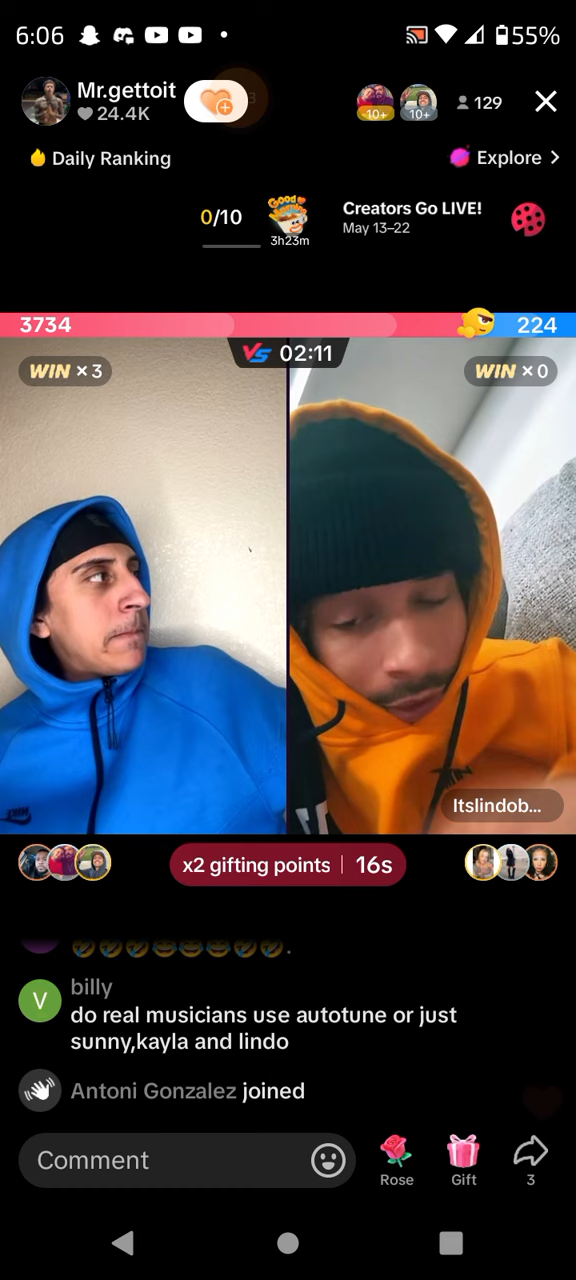 6:06
55%
Mr.gettoit
24.4K
10+
10+
129
Daily Ranking
Explore
0/10
Good
3h23m
Creators Go LIVE!
May 13–22
3734
224
VS 02:11
WIN × 3
WIN × 0
Itslindob...
x2 gifting points | 16s
billy
V
do real musicians use autotune or just
sunny,kayla and lindo
Antoni Gonzalez joined
Comment
Rose
Gift
3